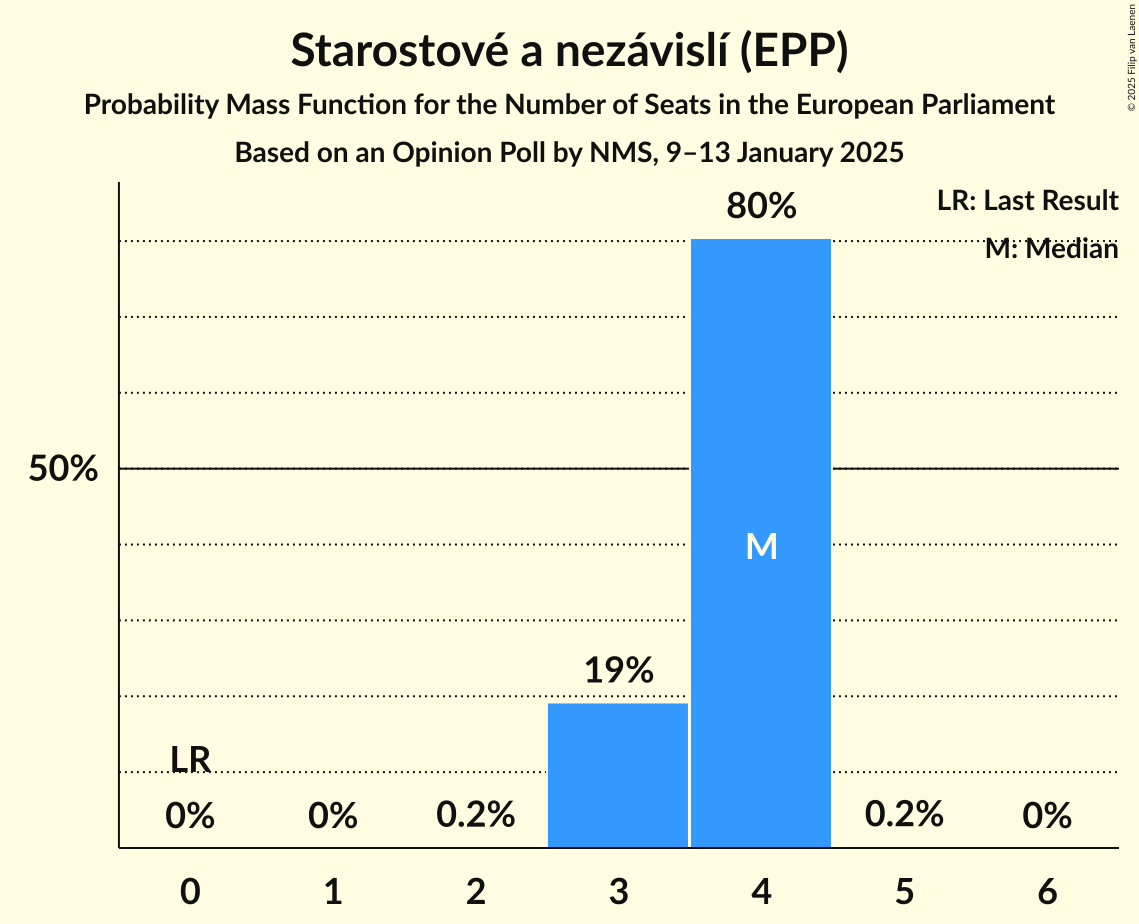 Starostové a nezávislí (EPP)
Probability Mass Function for the Number of Seats in the European Parliament
Based on an Opinion Poll by NMS, 9–13 January 2025
© 2025 Filip van Laenen
LR: Last Result
M: Median
80%
50%
M
19%
LR
0%
0%
0.2%
0.2%
0%
0
1
2
3
4
5
6